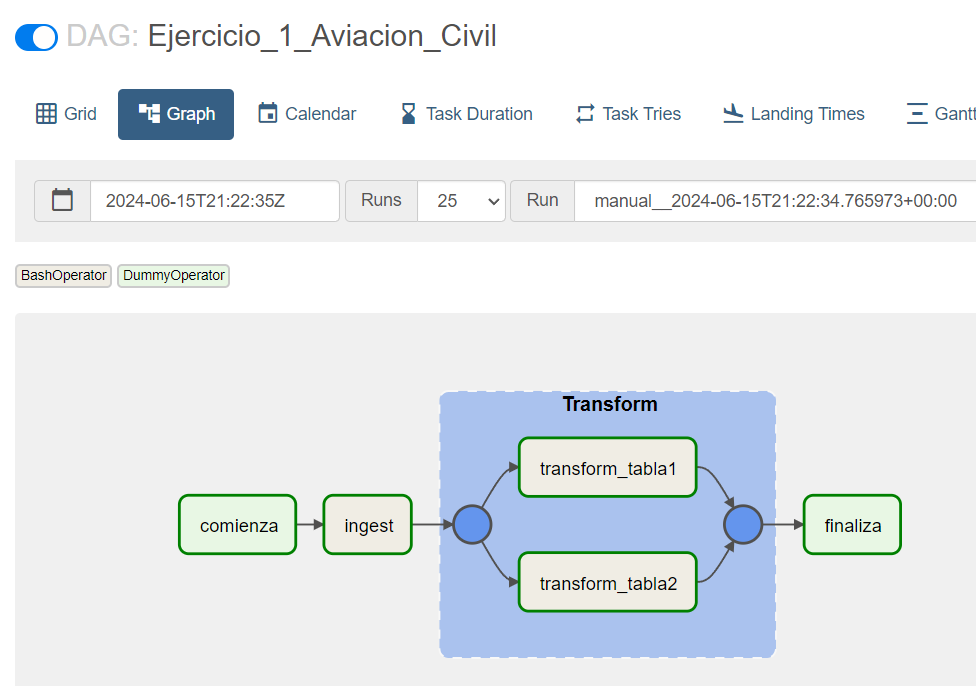 DAG: Ejercicio_1_Aviacion_Civil
Grid Graph Calendar Task Duration Task Tries Landing Times Gantt
2024-06-15T21:22:35Z Runs 25 Run manual__2024-06-15T21:22:34.765973+00:00
BashOperator DummyOperator
Transform
transform_tabla1
comienza ingest finaliza
transform_tabla2